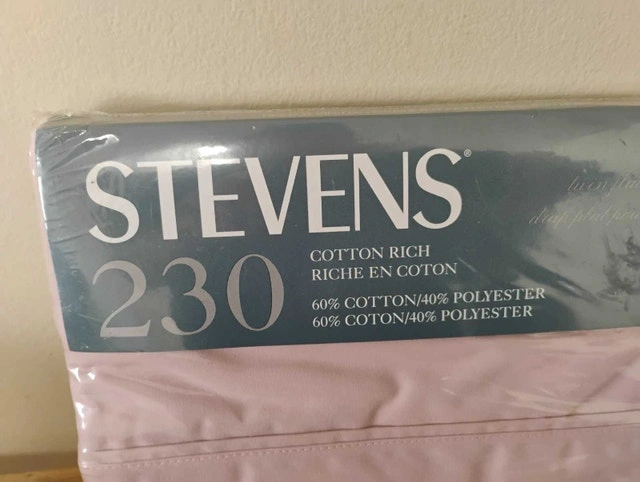 STEVENS®
230
COTTON RICH
RICHE EN COTON
60% COTTON/40% POLYESTER
60% COTON/40% POLYESTER